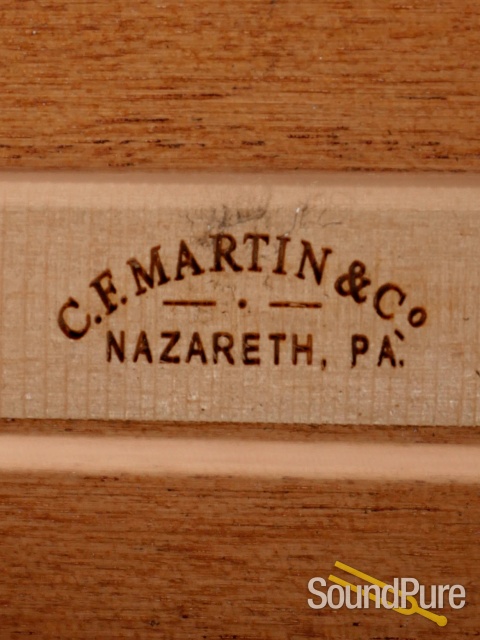 C.F. MARTIN & Co
NAZARETH, PA.
SoundPure